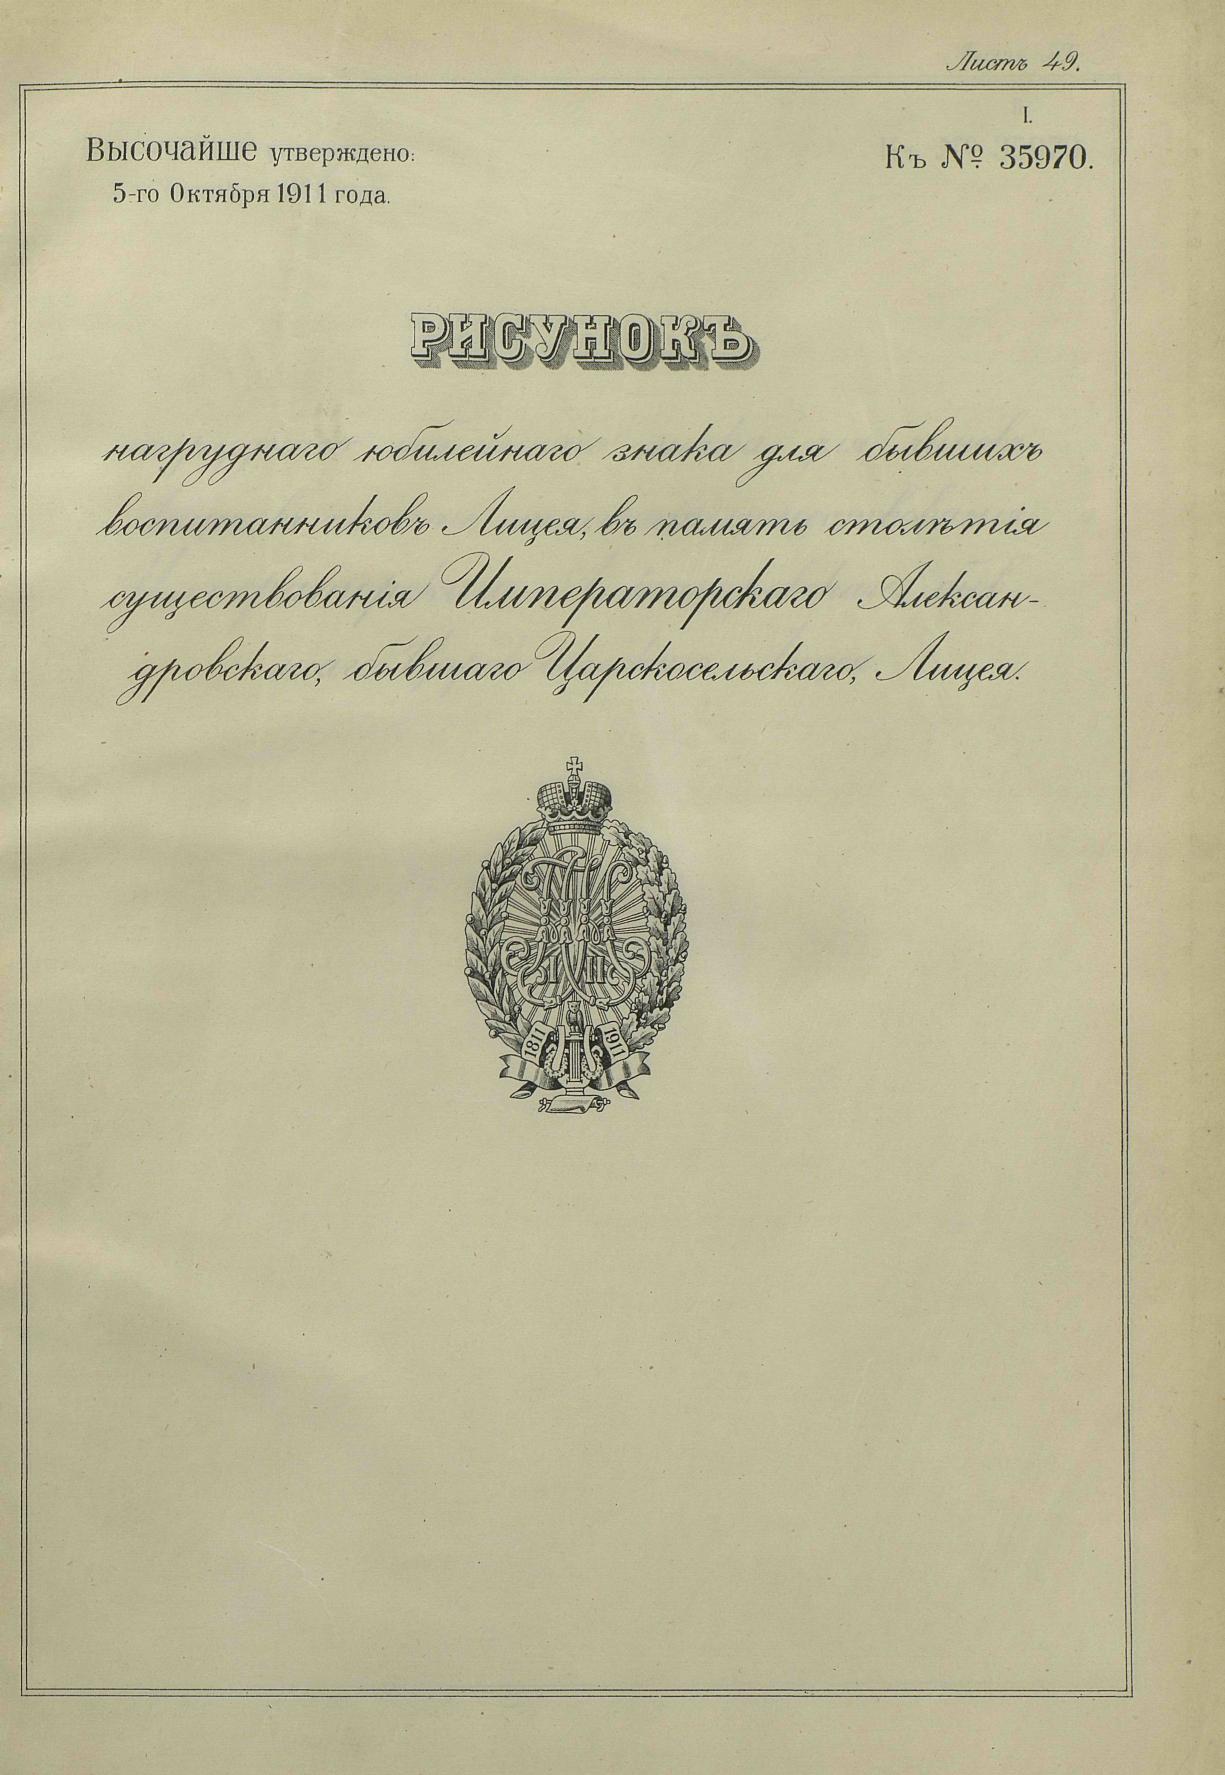 Листъ 49.
I.
Высочайше утверждено:
Къ № 35970.
5-го Октября 1911 года.
РИСУНОКЪ
нагруднаго юбилейнаго знака для бывшихъ
воспитанниковъ Лицея, въ память столѣтія
существованія Императорскаго Алексан-
дровскаго, бывшаго Царскосельскаго, Лицея.
I II
1811 1911